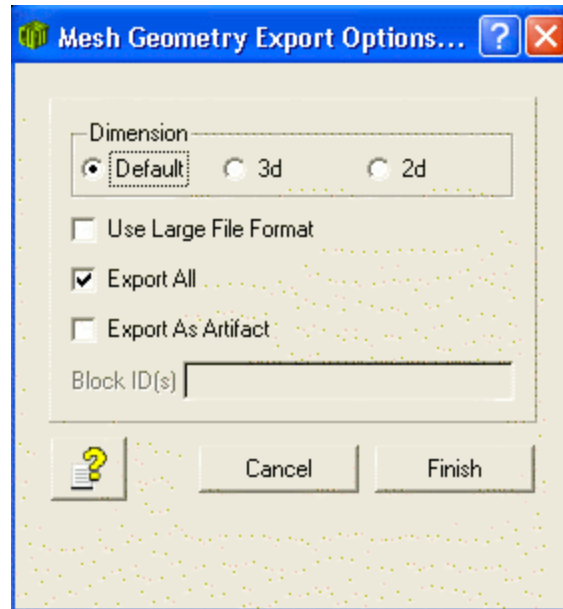 Mesh Geometry Export Options...
Dimension
Default 3d 2d
Use Large File Format
Export All
Export As Artifact
Block ID(s)
Cancel Finish